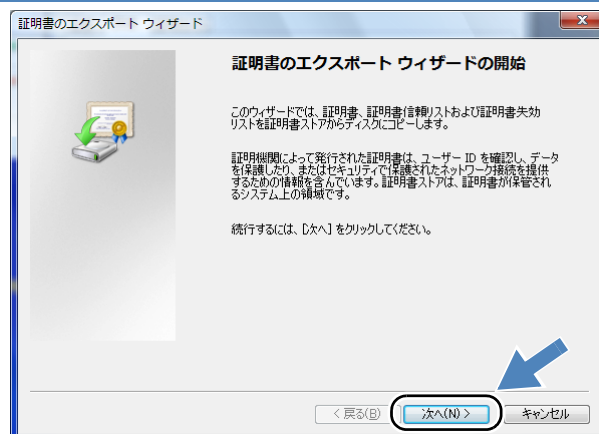 証明書のエクスポート ウィザード
証明書のエクスポート ウィザードの開始
このウィザードでは、証明書、証明書信頼リストおよび証明書失効
リストを証明書ストアからディスクにコピーします。
証明機関によって発行された証明書は、ユーザー ID を確認し、データ
を保護したり、またはセキュリティで保護されたネットワーク接続を提供
するための情報を含んでいます。証明書ストアは、証明書が保管され
るシステム上の領域です。
続行するには、[次へ] をクリックしてください。
< 戻る(B)
次へ(N) >
キャンセル